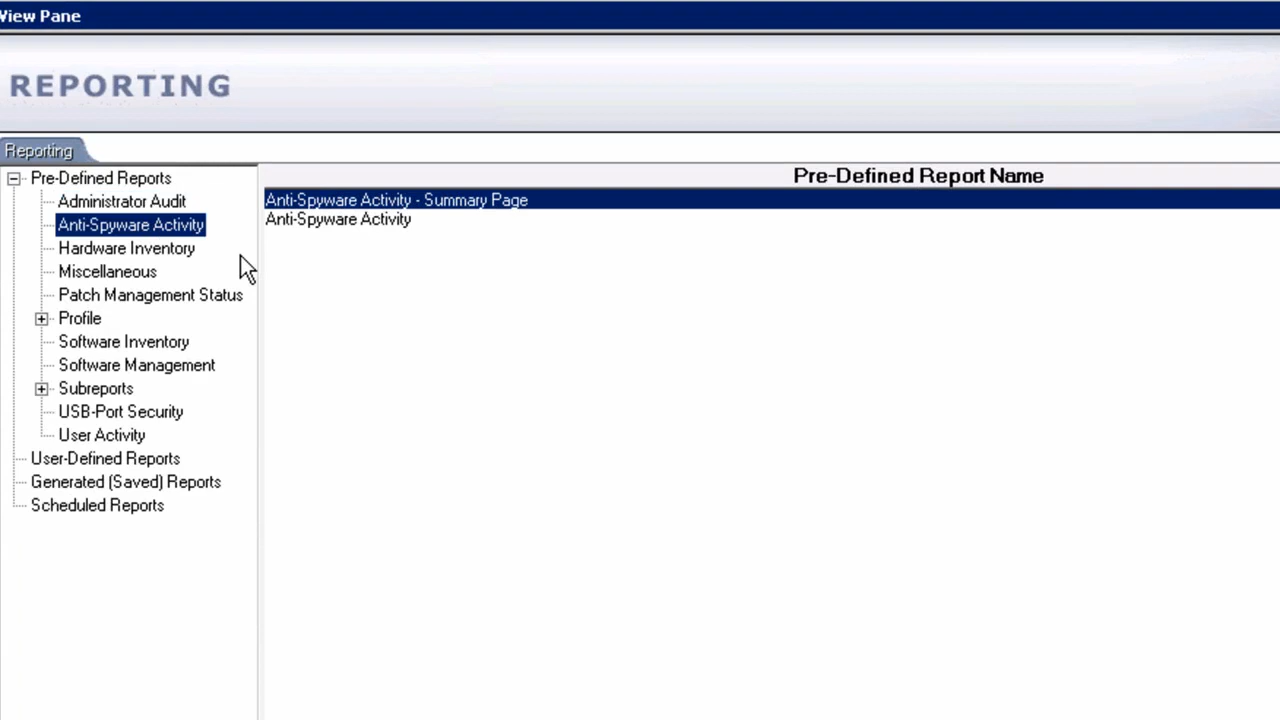 View Pane
REPORTING
Reporting
Pre-Defined Reports
Administrator Audit
Anti-Spyware Activity
Hardware Inventory
Miscellaneous
Patch Management Status
Profile
Software Inventory
Software Management
Subreports
USB-Port Security
User Activity
User-Defined Reports
Generated (Saved) Reports
Scheduled Reports
Pre-Defined Report Name
Anti-Spyware Activity - Summary Page
Anti-Spyware Activity